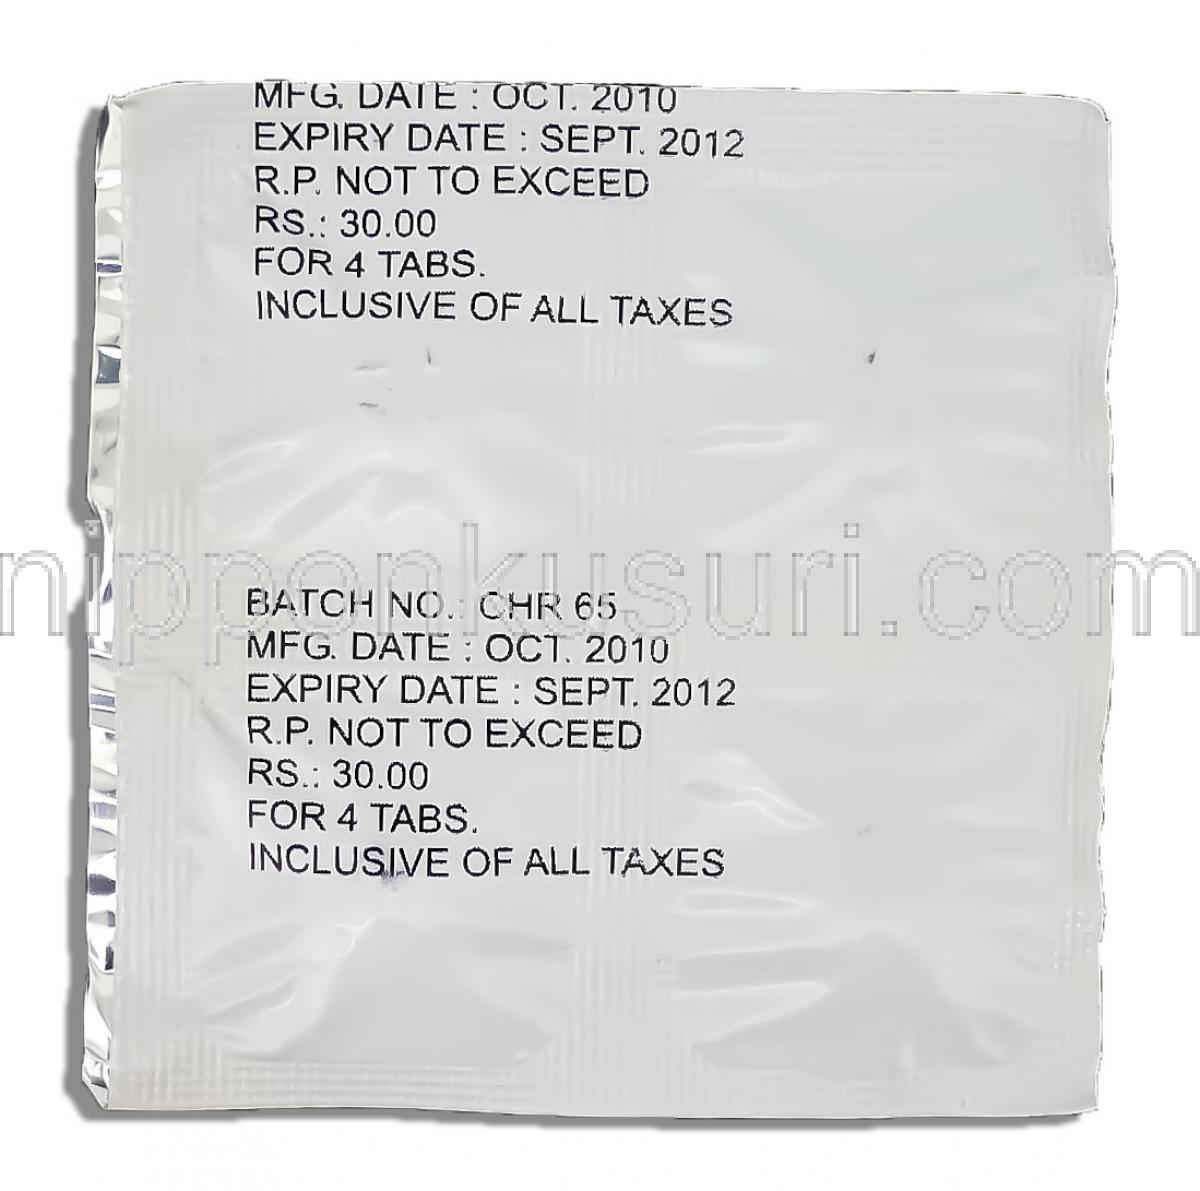 MFG. DATE : OCT. 2010
EXPIRY DATE : SEPT. 2012
R.P. NOT TO EXCEED
RS.: 30.00
FOR 4 TABS.
INCLUSIVE OF ALL TAXES
nipponkusuri.com
BATCH NO.: CHR 65
MFG. DATE : OCT. 2010
EXPIRY DATE : SEPT. 2012
R.P. NOT TO EXCEED
RS.: 30.00
FOR 4 TABS.
INCLUSIVE OF ALL TAXES